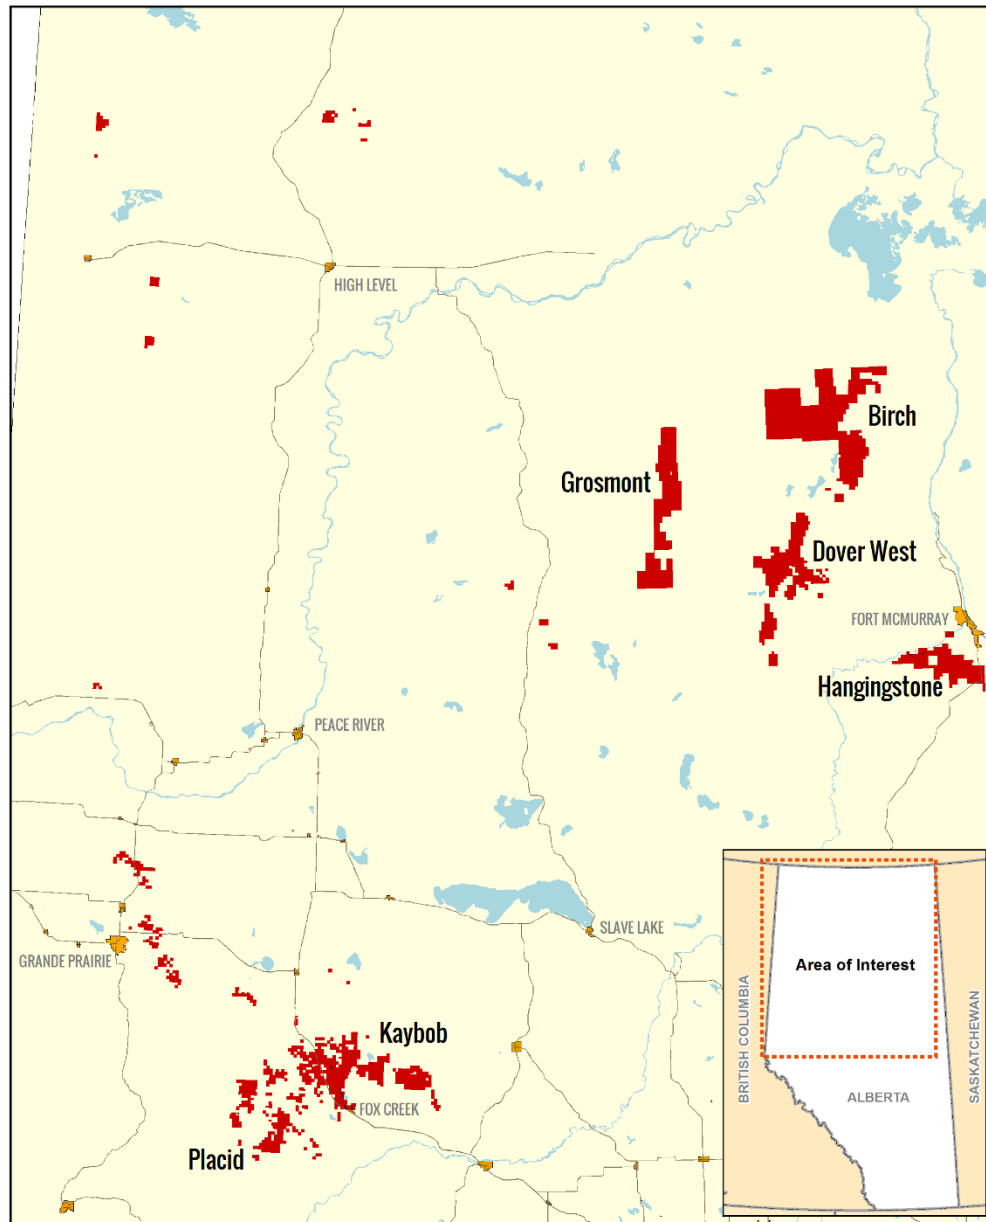 HIGH LEVEL
Birch
Grosmont
Dover West
FORT MCMURRAY
Hangingstone
PEACE RIVER
SLAVE LAKE
GRANDE PRAIRIE
Kaybob
FOX CREEK
Placid
Area of Interest
BRITISH COLUMBIA
SASKATCHEWAN
ALBERTA